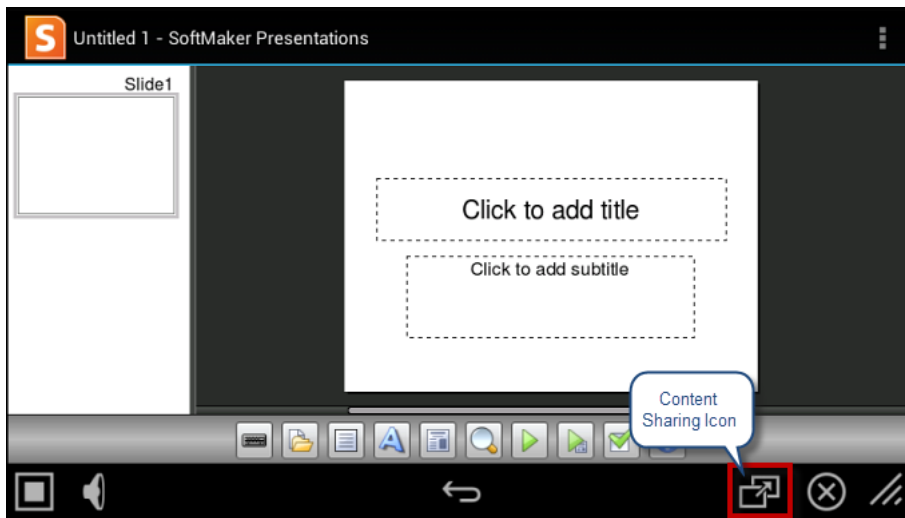 Untitled 1 - SoftMaker Presentations
Slide1
Click to add title
Click to add subtitle
Content
Sharing Icon